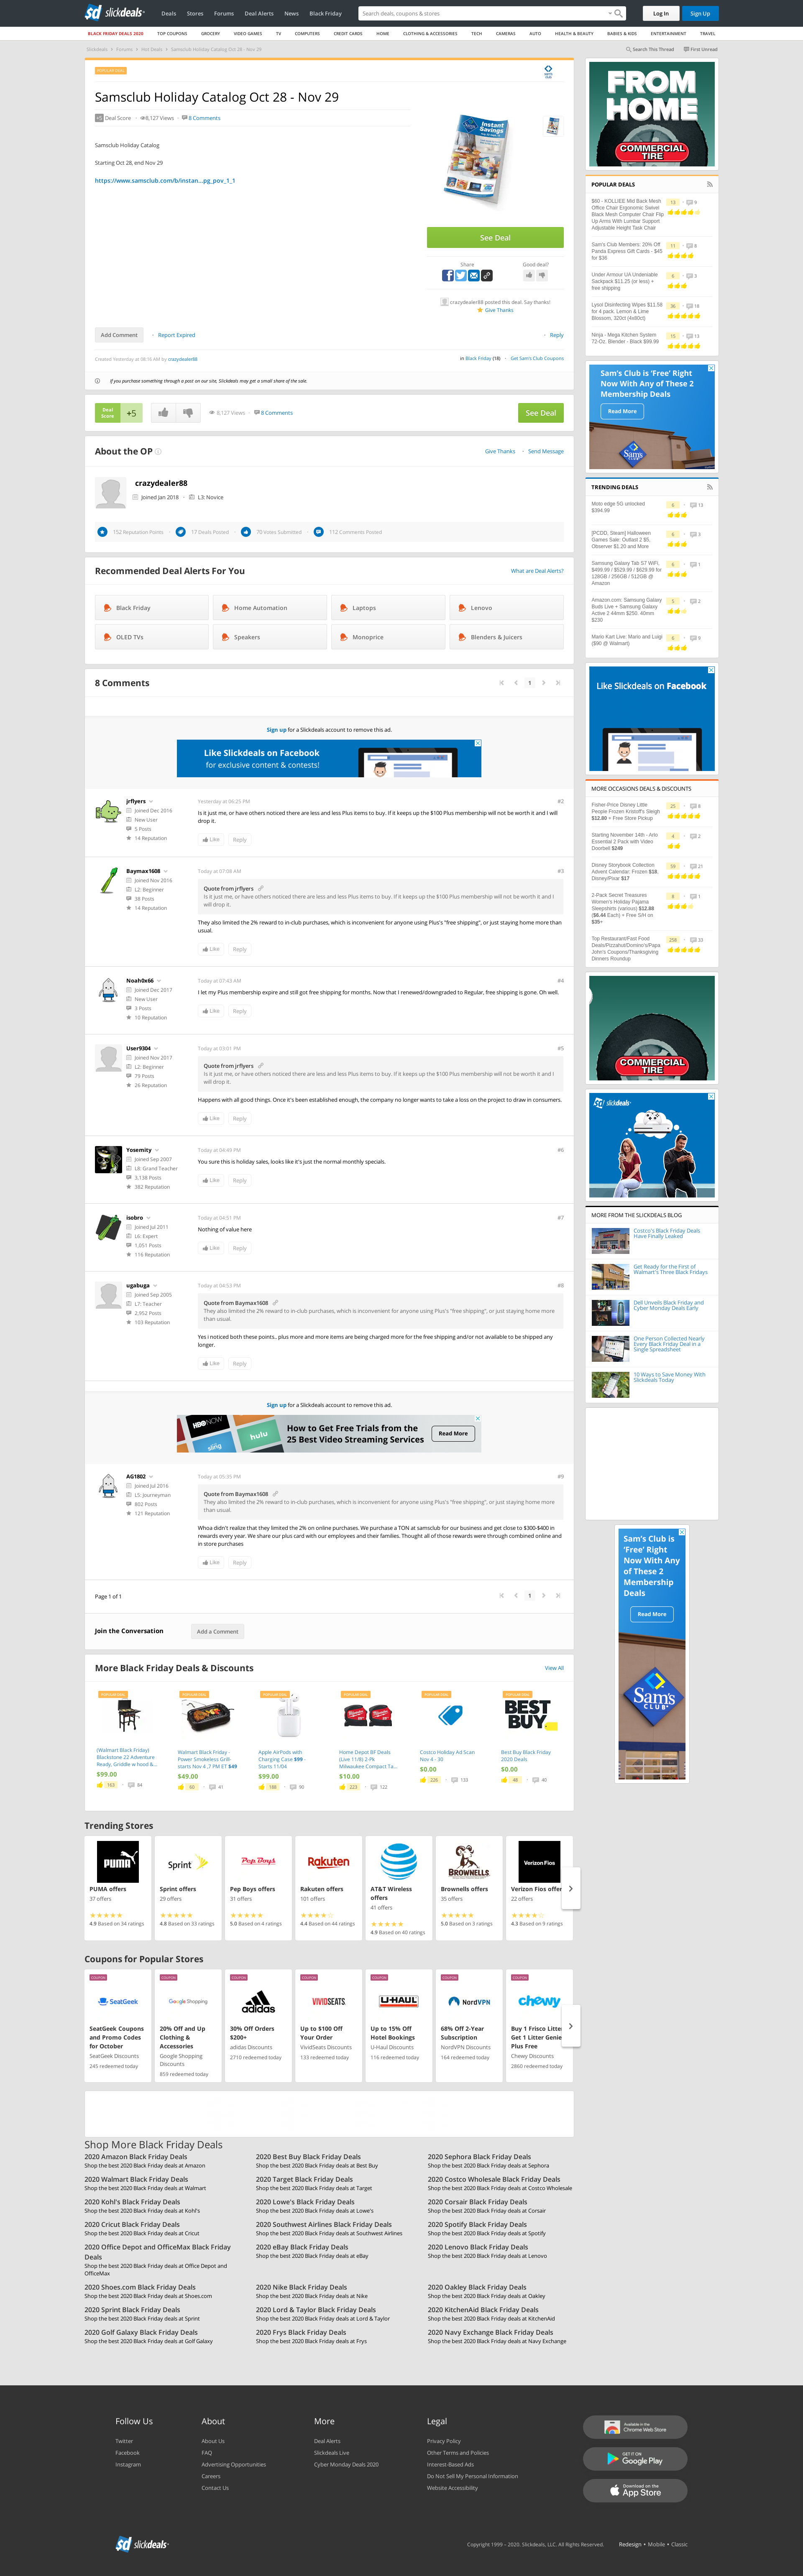 slickdeals
Deals Stores Forums Deal Alerts News Black Friday
Search deals, coupons & stores
Log In Sign Up
BLACK FRIDAY DEALS 2020 TOP COUPONS GROCERY VIDEO GAMES TV COMPUTERS CREDIT CARDS HOME CLOTHING & ACCESSORIES TECH CAMERAS AUTO HEALTH & BEAUTY BABIES & KIDS ENTERTAINMENT TRAVEL
Slickdeals Forums Hot Deals Samsclub Holiday Catalog Oct 28 - Nov 29
Search This Thread First Unread
Samsclub Holiday Catalog Oct 28 - Nov 29
+5 Deal Score 8,127 Views 8 Comments
Samsclub Holiday Catalog
Starting Oct 28, end Nov 29
https://www.samsclub.com/b/Instan...pg_pov_1_1
Instant Savings
See Deal
Share Good deal?
crazydealer88 posted this deal. Say thanks!
Give Thanks
Add Comment Report Expired Reply
Created Yesterday at 08:16 AM by crazydealer88
in Black Friday (18) Get Sam's Club Coupons
If you purchase something through a post on our site, Slickdeals may get a small share of the sale.
Deal Score +5 8,127 Views 8 Comments See Deal
About the OP Give Thanks Send Message
crazydealer88
Joined Jan 2018 L3: Novice
152 Reputation Points 17 Deals Posted 70 Votes Submitted 112 Comments Posted
Recommended Deal Alerts For You What are Deal Alerts?
Black Friday Home Automation Laptops Lenovo
OLED TVs Speakers Monoprice Blenders & Juicers
8 Comments 1
Sign up for a Slickdeals account to remove this ad.
Like Slickdeals on Facebook
for exclusive content & contests!
jrflyers
Joined Dec 2016
New User
5 Posts
14 Reputation
Yesterday at 06:25 PM #2
Is it just me, or have others noticed there are less and less Plus items to buy. If it keeps up the $100 Plus membership will not be worth it and I will
drop it.
Like Reply
Baymax1608
Joined Nov 2016
L2: Beginner
38 Posts
14 Reputation
Today at 07:08 AM #3
Quote from jrflyers
Is it just me, or have others noticed there are less and less Plus items to buy. If it keeps up the $100 Plus membership will not be worth it and I
will drop it.
They also limited the 2% reward to in-club purchases, which is inconvenient for anyone using Plus's "free shipping", or just staying home more than
usual.
Like Reply
Noah0x66
Joined Dec 2017
New User
3 Posts
10 Reputation
Today at 07:43 AM #4
I let my Plus membership expire and still got free shipping for months. Now that I renewed/downgraded to Regular, free shipping is gone. Oh well.
Like Reply
User9304
Joined Nov 2017
L2: Beginner
79 Posts
26 Reputation
Today at 03:01 PM #5
Quote from jrflyers
Is it just me, or have others noticed there are less and less Plus items to buy. If it keeps up the $100 Plus membership will not be worth it and I
will drop it.
Happens with all good things. Once it's been established enough, the company no longer wants to take a loss on the project to draw in consumers.
Like Reply
Yosemity
Joined Sep 2007
L8: Grand Teacher
3,138 Posts
382 Reputation
Today at 04:49 PM #6
You sure this is holiday sales, looks like it's just the normal monthly specials.
Like Reply
isobro
Joined Jul 2011
L6: Expert
1,051 Posts
116 Reputation
Today at 04:51 PM #7
Nothing of value here
Like Reply
ugabuga
Joined Sep 2005
L7: Teacher
2,952 Posts
103 Reputation
Today at 04:53 PM #8
Quote from Baymax1608
They also limited the 2% reward to in-club purchases, which is inconvenient for anyone using Plus's "free shipping", or just staying home more
than usual.
Yes i noticed both these points.. plus more and more items are being charged more for the free shipping and/or not available to be shipped any
longer.
Like Reply
Sign up for a Slickdeals account to remove this ad.
HBO NOW sling hulu
How to Get Free Trials from the
25 Best Video Streaming Services
Read More
AG1802
Joined Jul 2016
L5: Journeyman
802 Posts
121 Reputation
Today at 05:35 PM #9
Quote from Baymax1608
They also limited the 2% reward to in-club purchases, which is inconvenient for anyone using Plus's "free shipping", or just staying home more
than usual.
Whoa didn't realize that they limited the 2% on online purchases. We purchase a TON at samsclub for our business and get close to $300-$400 in
rewards every year. We share our plus card with our employees and their families. Thought all of those rewards were through combined online and
in store purchases
Like Reply
Page 1 of 1 1
Join the Conversation Add a Comment
More Black Friday Deals & Discounts View All
(Walmart Black Friday)
Blackstone 22 Adventure
Ready, Griddle w hood &...
$99.00
163 84
Walmart Black Friday -
Power Smokeless Grill-
starts Nov 4 ,7 PM ET $49
$49.00
60 41
Apple AirPods with
Charging Case $99 -
Starts 11/04
$99.00
186 90
Home Depot BF Deals
(Live 11/8) 2-Pk
Milwaukee Compact Ta...
$10.00
223 122
Costco Holiday Ad Scan
Nov 4 - 30
$0.00
226 133
BEST BUY
Best Buy Black Friday
2020 Deals
$0.00
48 40
Trending Stores
PUMA
PUMA offers
37 offers
4.9 Based on 34 ratings
Sprint
Sprint offers
29 offers
4.8 Based on 33 ratings
Pep Boys
Pep Boys offers
31 offers
5.0 Based on 4 ratings
Rakuten
Rakuten offers
101 offers
4.4 Based on 44 ratings
AT&T Wireless
offers
41 offers
4.9 Based on 40 ratings
BROWNELLS
Brownells offers
35 offers
5.0 Based on 3 ratings
Verizon Fios
Verizon Fios offer
22 offers
4.3 Based on 9 ratings
Coupons for Popular Stores
COUPON
SeatGeek
SeatGeek Coupons
and Promo Codes
for October
SeatGeek Discounts
245 redeemed today
COUPON
Google Shopping
20% Off and Up
Clothing &
Accessories
Google Shopping
Discounts
859 redeemed today
COUPON
adidas
30% Off Orders
$200+
adidas Discounts
2710 redeemed today
COUPON
VIVIDSEATS
Up to $100 Off
Your Order
VividSeats Discounts
133 redeemed today
COUPON
U-HAUL
Up to 15% Off
Hotel Bookings
U-Haul Discounts
116 redeemed today
COUPON
NordVPN
68% Off 2-Year
Subscription
NordVPN Discounts
164 redeemed today
COUPON
chewy
Buy 1 Frisco Litter
Get 1 Litter Genie
Plus Free
Chewy Discounts
2860 redeemed today
Shop More Black Friday Deals
2020 Amazon Black Friday Deals
Shop the best 2020 Black Friday deals at Amazon
2020 Best Buy Black Friday Deals
Shop the best 2020 Black Friday deals at Best Buy
2020 Sephora Black Friday Deals
Shop the best 2020 Black Friday deals at Sephora
2020 Walmart Black Friday Deals
Shop the best 2020 Black Friday deals at Walmart
2020 Target Black Friday Deals
Shop the best 2020 Black Friday deals at Target
2020 Costco Wholesale Black Friday Deals
Shop the best 2020 Black Friday deals at Costco Wholesale
2020 Kohl's Black Friday Deals
Shop the best 2020 Black Friday deals at Kohl's
2020 Lowe's Black Friday Deals
Shop the best 2020 Black Friday deals at Lowe's
2020 Corsair Black Friday Deals
Shop the best 2020 Black Friday deals at Corsair
2020 Cricut Black Friday Deals
Shop the best 2020 Black Friday deals at Cricut
2020 Southwest Airlines Black Friday Deals
Shop the best 2020 Black Friday deals at Southwest Airlines
2020 Spotify Black Friday Deals
Shop the best 2020 Black Friday deals at Spotify
2020 Office Depot and OfficeMax Black Friday
Deals
Shop the best 2020 Black Friday deals at Office Depot and
OfficeMax
2020 eBay Black Friday Deals
Shop the best 2020 Black Friday deals at eBay
2020 Lenovo Black Friday Deals
Shop the best 2020 Black Friday deals at Lenovo
2020 Shoes.com Black Friday Deals
Shop the best 2020 Black Friday deals at Shoes.com
2020 Nike Black Friday Deals
Shop the best 2020 Black Friday deals at Nike
2020 Oakley Black Friday Deals
Shop the best 2020 Black Friday deals at Oakley
2020 Sprint Black Friday Deals
Shop the best 2020 Black Friday deals at Sprint
2020 Lord & Taylor Black Friday Deals
Shop the best 2020 Black Friday deals at Lord & Taylor
2020 KitchenAid Black Friday Deals
Shop the best 2020 Black Friday deals at KitchenAid
2020 Golf Galaxy Black Friday Deals
Shop the best 2020 Black Friday deals at Golf Galaxy
2020 Frys Black Friday Deals
Shop the best 2020 Black Friday deals at Frys
2020 Navy Exchange Black Friday Deals
Shop the best 2020 Black Friday deals at Navy Exchange
FROM
HOME
COMMERCIAL
TIRE
POPULAR DEALS
$60 - KOLLIEE Mid Back Mesh
Office Chair Ergonomic Swivel
Black Mesh Computer Chair Flip
Up Arms With Lumbar Support
Adjustable Height Task Chair
13 9
Sam's Club Members: 20% Off
Panda Express Gift Cards - $45
for $36
11 8
Under Armour UA Undeniable
Sackpack $11.25 (or less) +
free shipping
6 3
Lysol Disinfecting Wipes $11.58
for 4 pack. Lemon & Lime
Blossom, 320ct (4x80ct)
36 18
Ninja - Mega Kitchen System
72-Oz. Blender - Black $99.99
15 13
Sam's Club is 'Free' Right
Now With Any of These 2
Membership Deals
Read More
Sam's
TRENDING DEALS
Moto edge 5G unlocked
$394.99
6 13
[PCDD, Steam] Halloween
Games Sale: Outlast 2 $5,
Observer $1.20 and More
6 3
Samsung Galaxy Tab S7 WiFi,
$499.99 / $529.99 / $629.99 for
128GB / 256GB / 512GB @
Amazon
6 1
Amazon.com: Samsung Galaxy
Buds Live + Samsung Galaxy
Active 2 44mm $250. 40mm
$230
5 2
Mario Kart Live: Mario and Luigi
($90 @ Walmart)
6 9
Like Slickdeals on Facebook
MORE OCCASIONS DEALS & DISCOUNTS
Fisher-Price Disney Little
People Frozen Kristoff's Sleigh
$12.80 + Free Store Pickup
25 8
Starting November 14th - Arlo
Essential 2 Pack with Video
Doorbell $249
4 2
Disney Storybook Collection
Advent Calendar: Frozen $18,
Disney/Pixar $17
59 21
2-Pack Secret Treasures
Women's Holiday Pajama
Sleepshirts (various) $12.88
($6.44 Each) + Free S/H on
$35+
8 1
Top Restaurant/Fast Food
Deals/Pizzahut/Domino's/Papa
John's Coupons/Thanksgiving
Dinners Roundup
258 33
COMMERCIAL
TIRE
slickdeals
MORE FROM THE SLICKDEALS BLOG
Costco's Black Friday Deals
Have Finally Leaked
Get Ready for the First of
Walmart's Three Black Fridays
Dell Unveils Black Friday and
Cyber Monday Deals Early
One Person Collected Nearly
Every Black Friday Deal in a
Single Spreadsheet
10 Ways to Save Money With
Slickdeals Today
Sam's Club is
'Free' Right
Now With Any
of These 2
Membership
Deals
Read More
Sam's
CLUB
Follow Us
Twitter
Facebook
Instagram
About
About Us
FAQ
Advertising Opportunities
Careers
Contact Us
More
Deal Alerts
Slickdeals Live
Cyber Monday Deals 2020
Legal
Privacy Policy
Other Terms and Policies
Interest-Based Ads
Do Not Sell My Personal Information
Website Accessibility
Available in the
Chrome Web Store
GET IT ON
Google Play
Download on the
App Store
slickdeals
Copyright 1999 - 2020. Slickdeals, LLC. All Rights Reserved. Redesign • Mobile • Classic